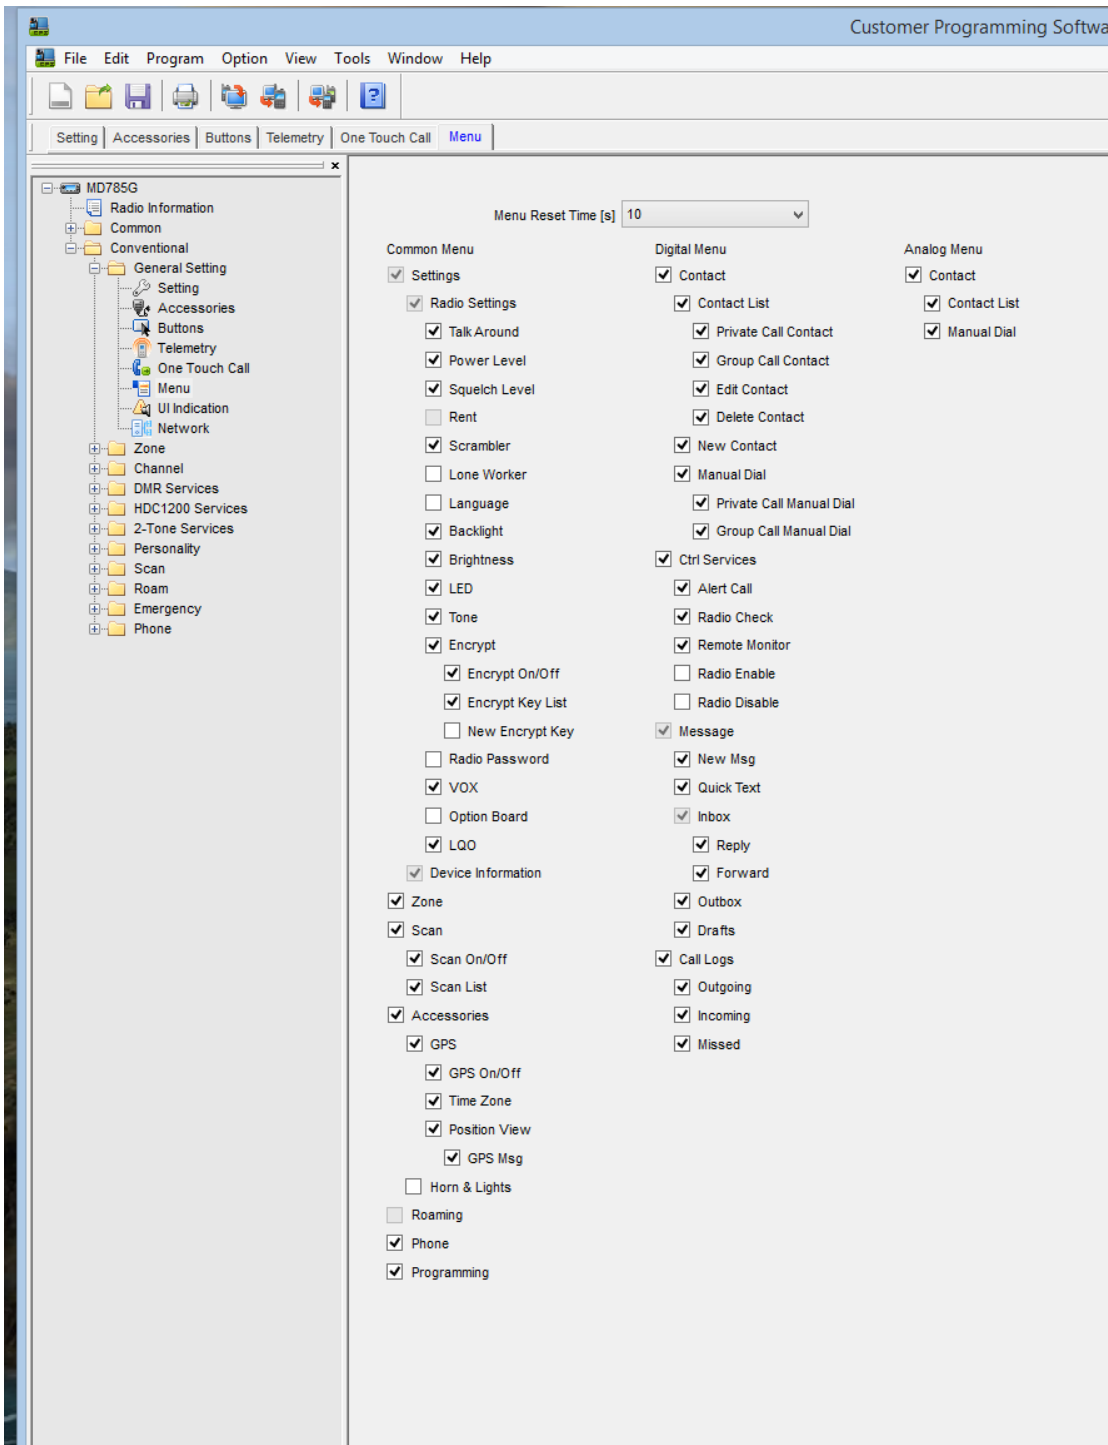 Customer Programming Softwa
File Edit Program Option View Tools Window Help
Setting Accessories Buttons Telemetry One Touch Call Menu
MD785G
Radio Information
Common
Conventional
General Setting
Setting
Accessories
Buttons
Telemetry
One Touch Call
Menu
UI Indication
Network
Zone
Channel
DMR Services
HDC1200 Services
2-Tone Services
Personality
Scan
Roam
Emergency
Phone
Menu Reset Time [s] 10
Common Menu
Settings
Radio Settings
Talk Around
Power Level
Squelch Level
Rent
Scrambler
Lone Worker
Language
Backlight
Brightness
LED
Tone
Encrypt
Encrypt On/Off
Encrypt Key List
New Encrypt Key
Radio Password
VOX
Option Board
LQO
Device Information
Zone
Scan
Scan On/Off
Scan List
Accessories
GPS
GPS On/Off
Time Zone
Position View
GPS Msg
Horn & Lights
Roaming
Phone
Programming
Digital Menu
Contact
Contact List
Private Call Contact
Group Call Contact
Edit Contact
Delete Contact
New Contact
Manual Dial
Private Call Manual Dial
Group Call Manual Dial
Ctrl Services
Alert Call
Radio Check
Remote Monitor
Radio Enable
Radio Disable
Message
New Msg
Quick Text
Inbox
Reply
Forward
Outbox
Drafts
Call Logs
Outgoing
Incoming
Missed
Analog Menu
Contact
Contact List
Manual Dial